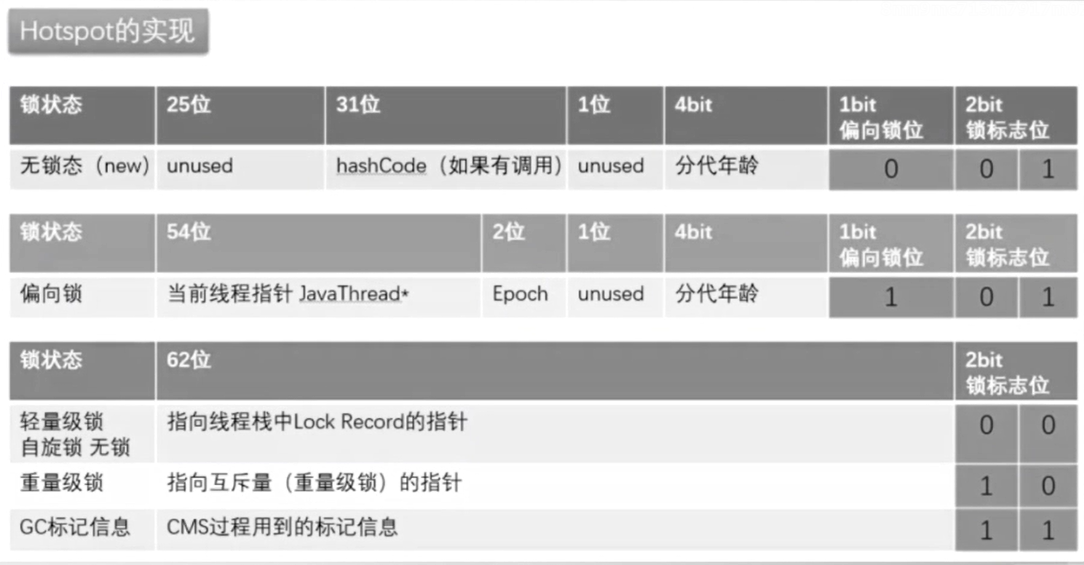 Hotspot的实现
锁状态 25位 31位 1位 4bit 1bit 2bit
偏向锁位 锁标志位
无锁态（new） unused hashCode（如果有调用） unused 分代年龄 0 0 1
锁状态 54位 2位 1位 4bit 1bit 2bit
偏向锁位 锁标志位
偏向锁 当前线程指针 JavaThread* Epoch unused 分代年龄 1 0 1
锁状态 62位 2bit
锁标志位
轻量级锁 指向线程栈中Lock Record的指针 0 0
自旋锁 无锁
重量级锁 指向互斥量（重量级锁）的指针 1 0
GC标记信息 CMS过程用到的标记信息 1 1